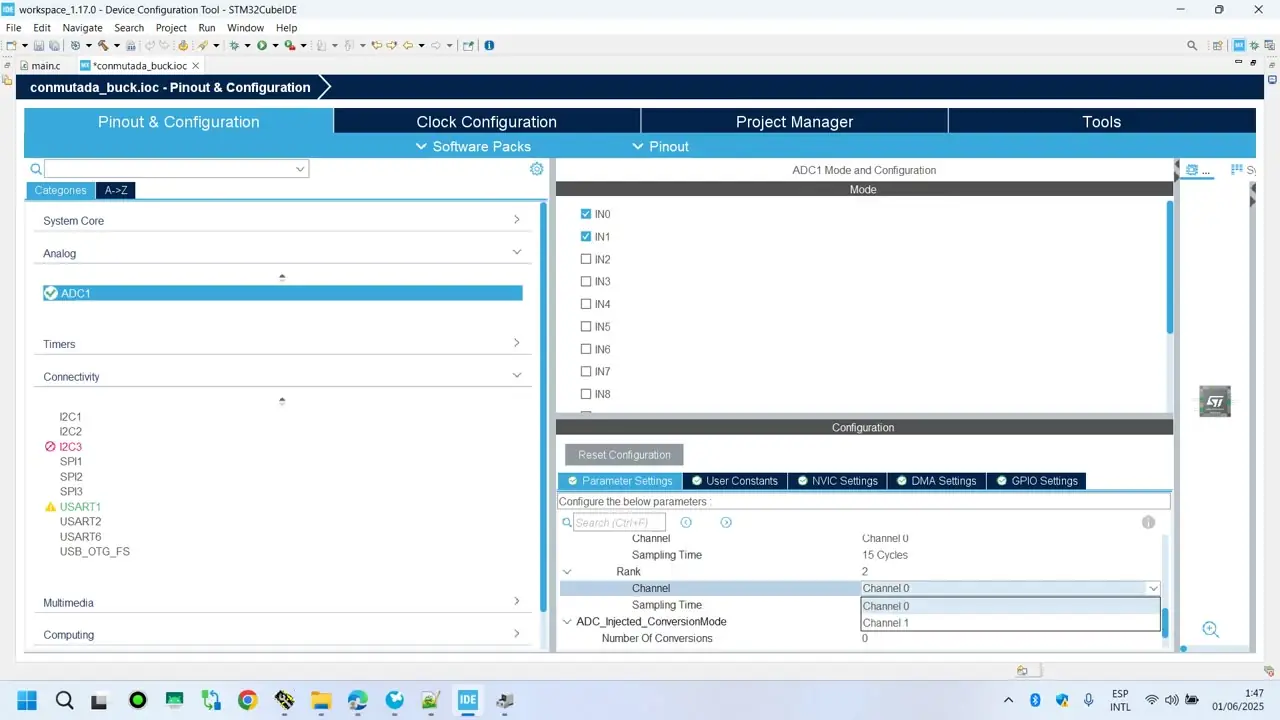 workspace_1.17.0 - Device Configuration Tool - STM32CubeIDE
File Edit Navigate Search Project Run Window Help
main.c *conmutada_buck.ioc
conmutada_buck.ioc - Pinout & Configuration
Pinout & Configuration Clock Configuration Project Manager Tools
Software Packs Pinout
Categories A->Z
System Core
Analog
ADC1
Timers
Connectivity
I2C1
I2C2
I2C3
SPI1
SPI2
SPI3
USART1
USART2
USART6
USB_OTG_FS
Multimedia
Computing
ADC1 Mode and Configuration
Mode
IN0
IN1
IN2
IN3
IN4
IN5
IN6
IN7
IN8
Configuration
Reset Configuration
Parameter Settings User Constants NVIC Settings DMA Settings GPIO Settings
Configure the below parameters :
Search (Ctrl+F)
Channel Channel 0
Sampling Time 15 Cycles
Rank 2
Channel Channel 0
Sampling Time Channel 0
ADC_Injected_ConversionMode Channel 1
Number Of Conversions 0
... Sy
IDE
ESP
INTL
1:47
01/06/2025